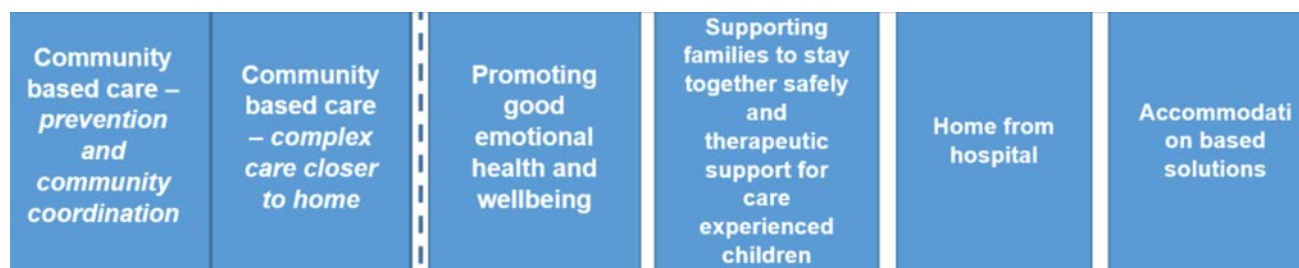 Community
based care –
prevention
and
community
coordination
Community
based care
– complex
care closer
to home
Promoting
good
emotional
health and
wellbeing
Supporting
families to stay
together safely
and
therapeutic
support for
care
experienced
children
Home from
hospital
Accommodati
on based
solutions